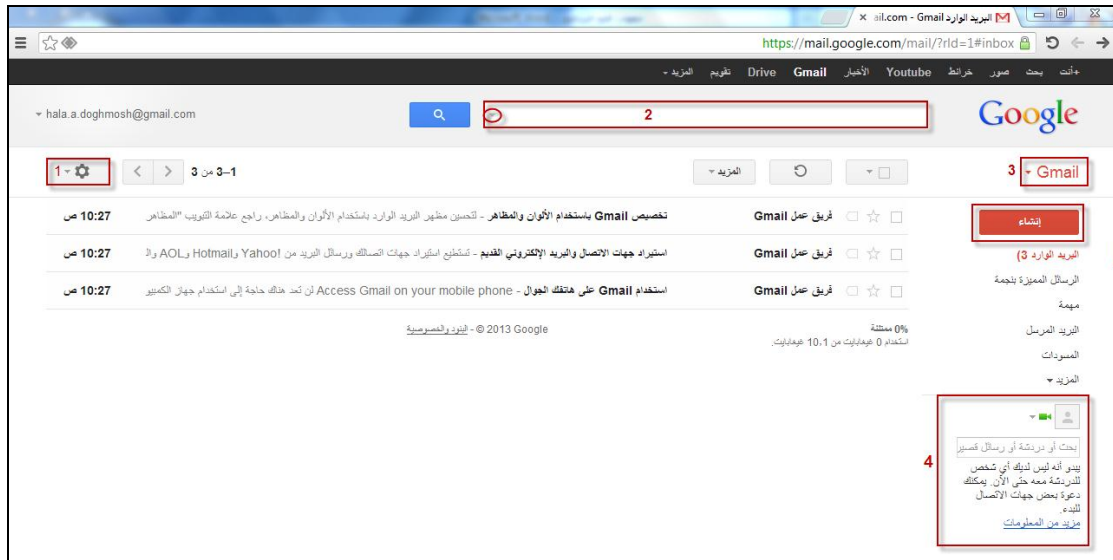 البريد الوارد ail.com - Gmail
https://mail.google.com/mail/?rld=1#inbox
+أنت بحث صور خرائط Youtube الأخبار Gmail Drive تقويم المزيد
Google
2
hala.a.doghmosh@gmail.com
Gmail
3
المزيد
1–3 من 3
1
إنشاء
البريد الوارد (3
الرسائل المميزة بنجمة
مهمة
البريد المرسل
المسودات
المزيد
فريق عمل Gmail تخصيص Gmail باستخدام الألوان والمظاهر - لتحسين مظهر البريد الوارد باستخدام الألوان والمظاهر، راجع علامة التبويب "المظاهر 10:27 ص
فريق عمل Gmail استيراد جهات الاتصال والبريد الإلكتروني القديم - تستطيع استيراد جهات اتصالك ورسائل البريد من Yahoo! وHotmail وAOL وال 10:27 ص
فريق عمل Gmail استخدام Gmail على هاتفك الجوال - Access Gmail on your mobile phone لن تعد هناك حاجة إلى استخدام جهاز الكمبيو 10:27 ص
0% ممتلئة
استخدام 0 غيغابايت من 10،1 غيغابايت.
© 2013 Google - البنود والخصوصية
4
بحث أو دردشة أو رسائل قصير
يبدو أنه ليس لديك أي شخص
للدردشة معه حتى الآن. يمكنك
دعوة بعض جهات الاتصال
للبدء.
مزيد من المعلومات